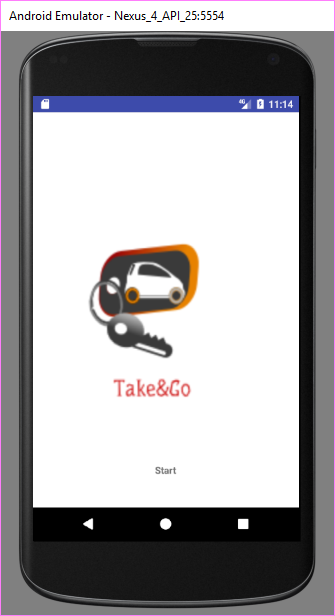 Android Emulator - Nexus_4_API_25:5554
4G
11:14
Take&Go
Start